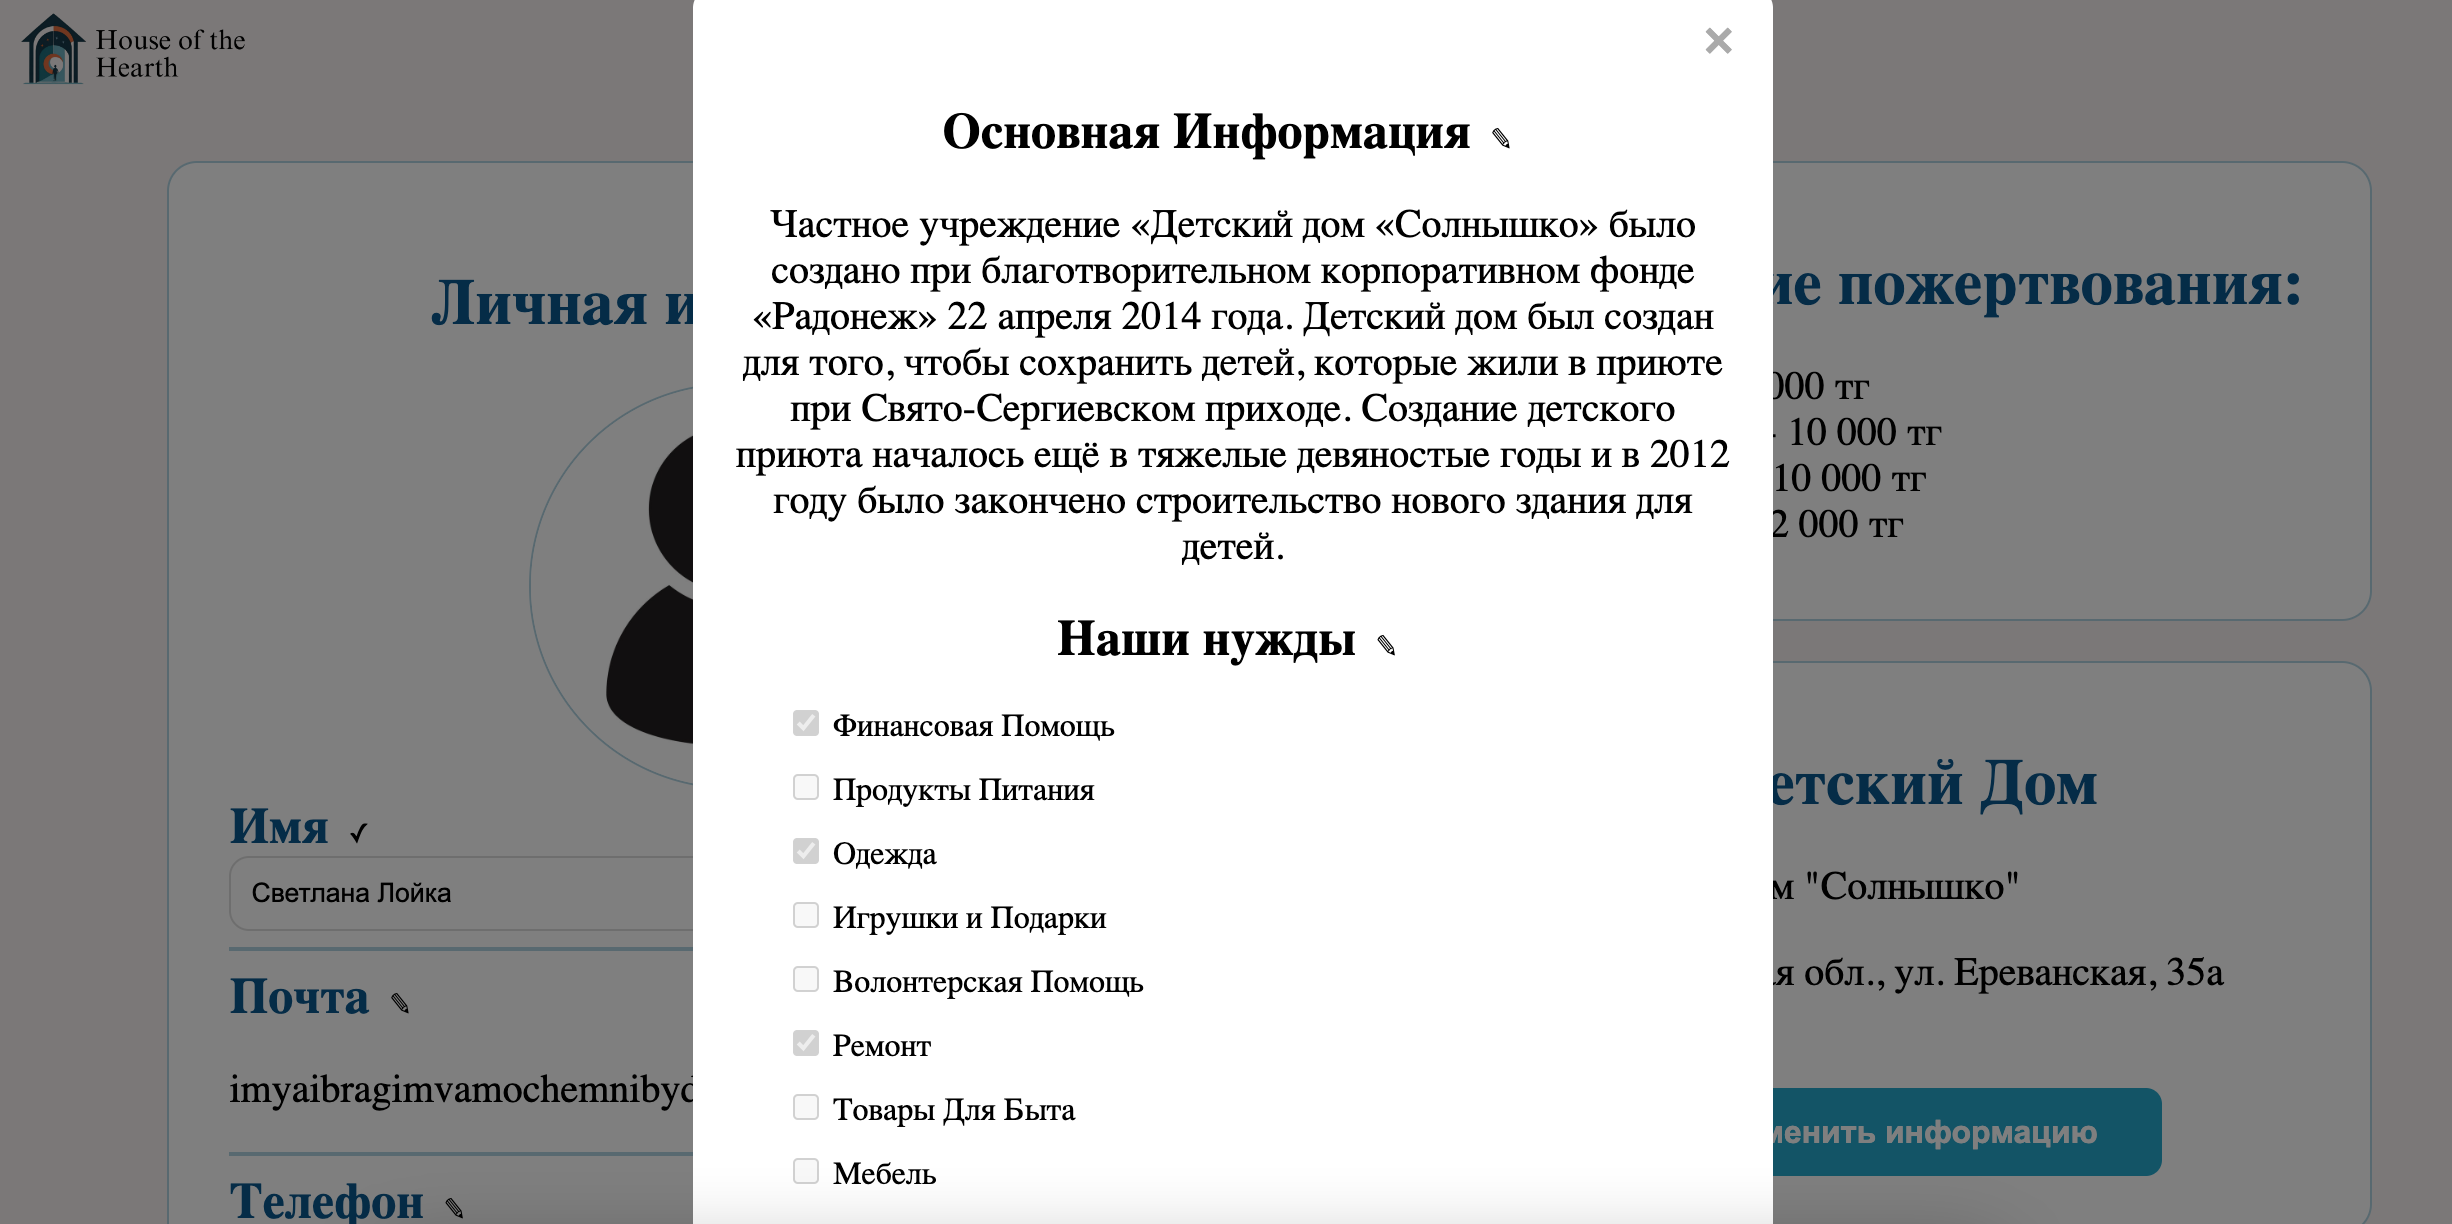 House of the
Hearth
Личная
Имя
Светлана Лойка
Почта
Телефон
Основная Информация
Частное учреждение «Детский дом «Солнышко» было
создано при благотворительном корпоративном фонде
«Радонеж» 22 апреля 2014 года. Детский дом был создан
для того, чтобы сохранить детей, которые жили в приюте
при Свято-Сергиевском приходе. Создание детского
приюта началось ещё в тяжелые девяностые годы и в 2012
году было закончено строительство нового здания для
детей.
Наши нужды
Финансовая Помощь
Продукты Питания
Одежда
Игрушки и Подарки
Волонтерская Помощь
Ремонт
Товары Для Быта
Мебель
пожертвования:
000 тг
10 000 тг
10 000 тг
2 000 тг
Дом
"Солнышко"
обл., ул. Ереванская, 35а
информацию